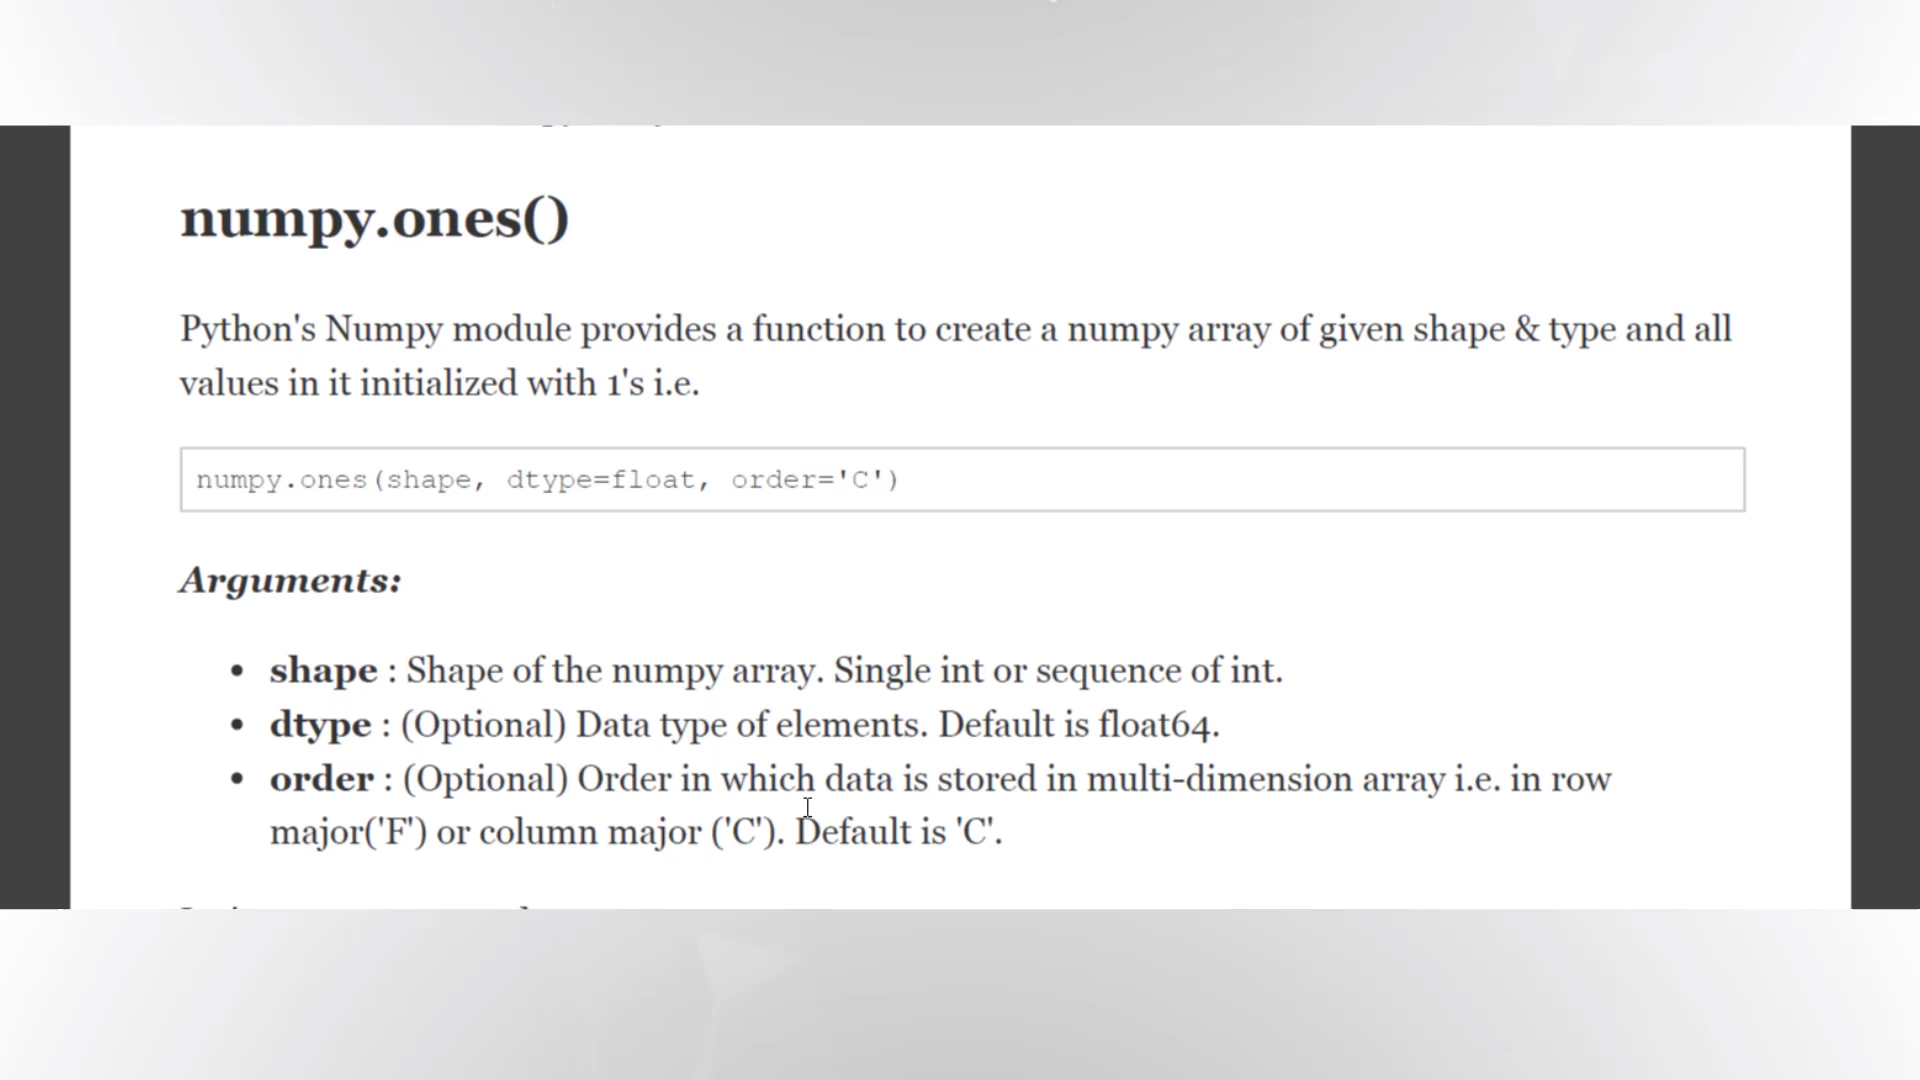 numpy.ones()
Python's Numpy module provides a function to create a numpy array of given shape & type and all
values in it initialized with 1's i.e.
numpy.ones(shape, dtype=float, order='C')
Arguments:
• shape : Shape of the numpy array. Single int or sequence of int.
• dtype : (Optional) Data type of elements. Default is float64.
• order : (Optional) Order in which data is stored in multi-dimension array i.e. in row
major('F') or column major ('C'). Default is 'C'.